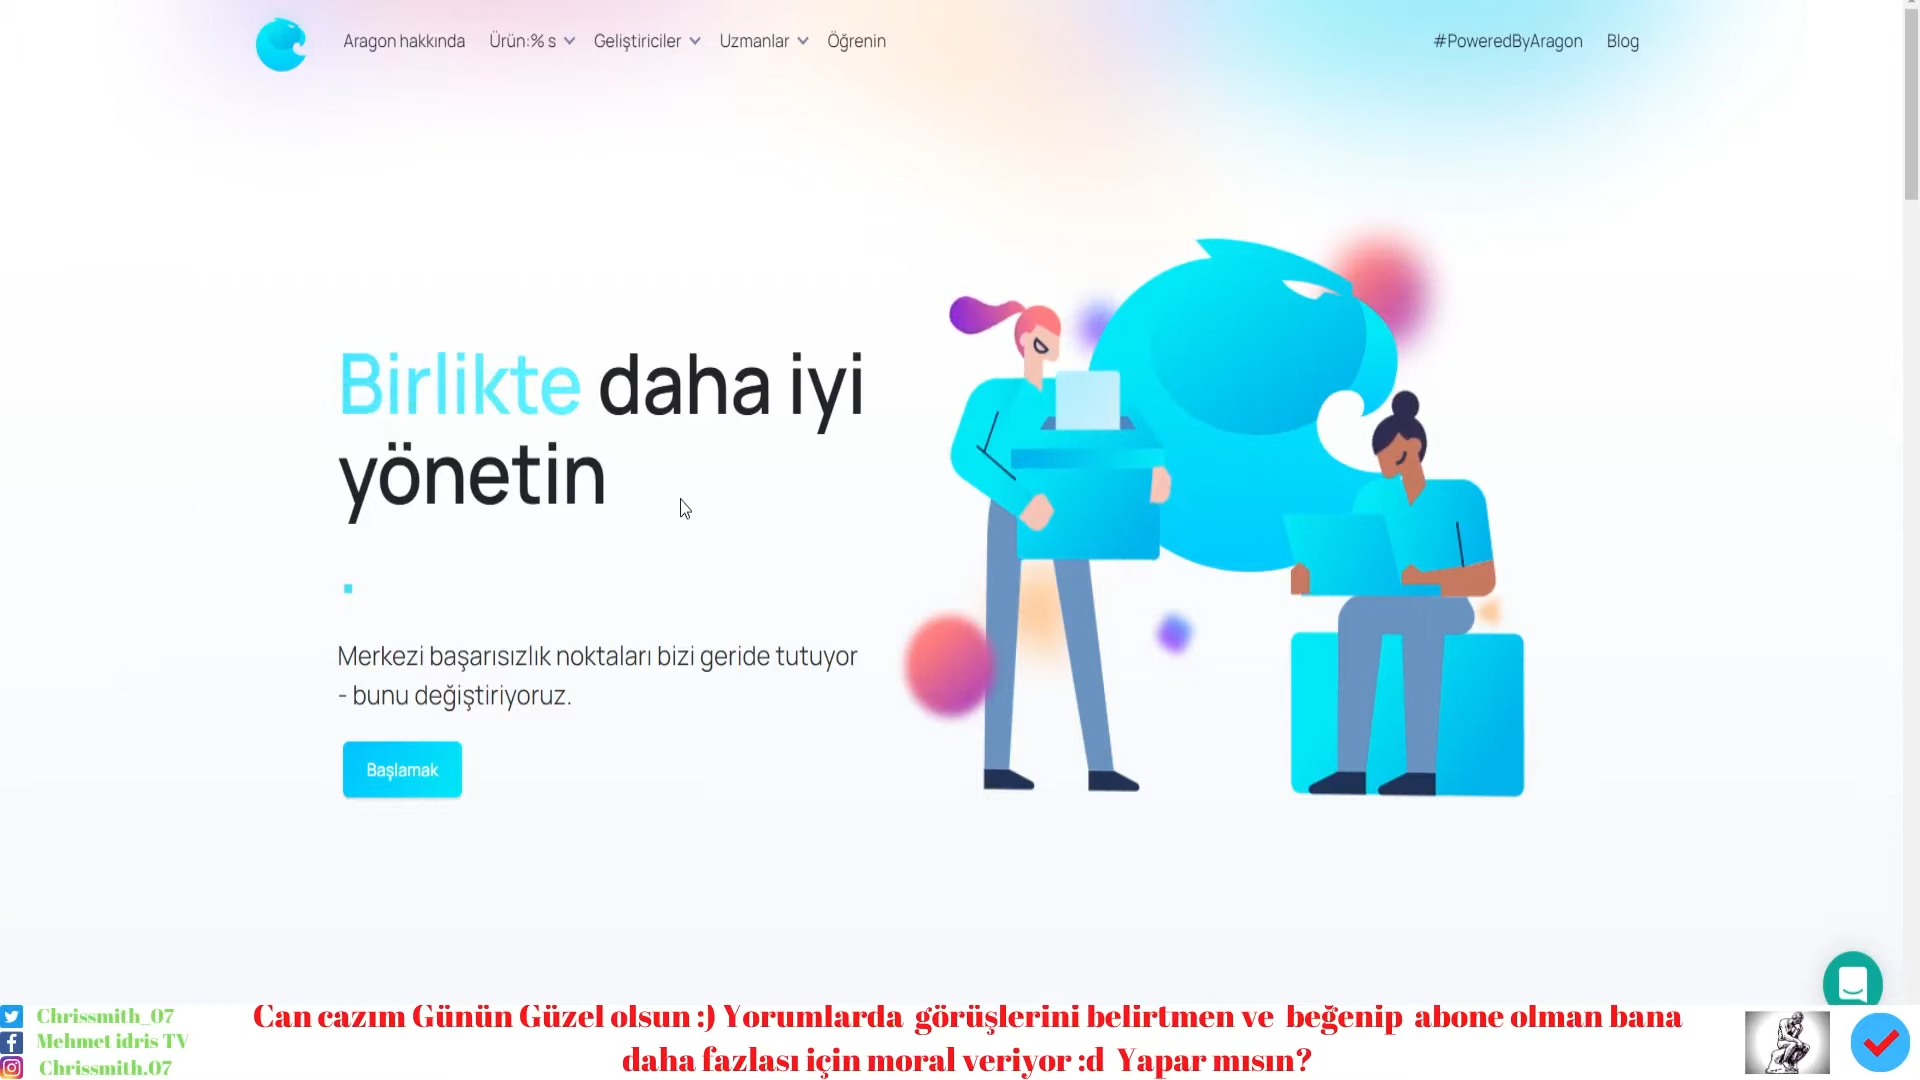 Aragon hakkında Ürün:% s Geliştiriciler Uzmanlar Öğrenin #PoweredByAragon Blog
Birlikte daha iyi
yönetin
Merkezi başarısızlık noktaları bizi geride tutuyor
- bunu değiştiriyoruz.
Başlamak
Chrissmith_07
Mehmet idris TV
Chrissmith.07
Can cazım Günün Güzel olsun :) Yorumlarda görüşlerini belirtmen ve beğenip abone olman bana
daha fazlası için moral veriyor :d Yapar mısın?